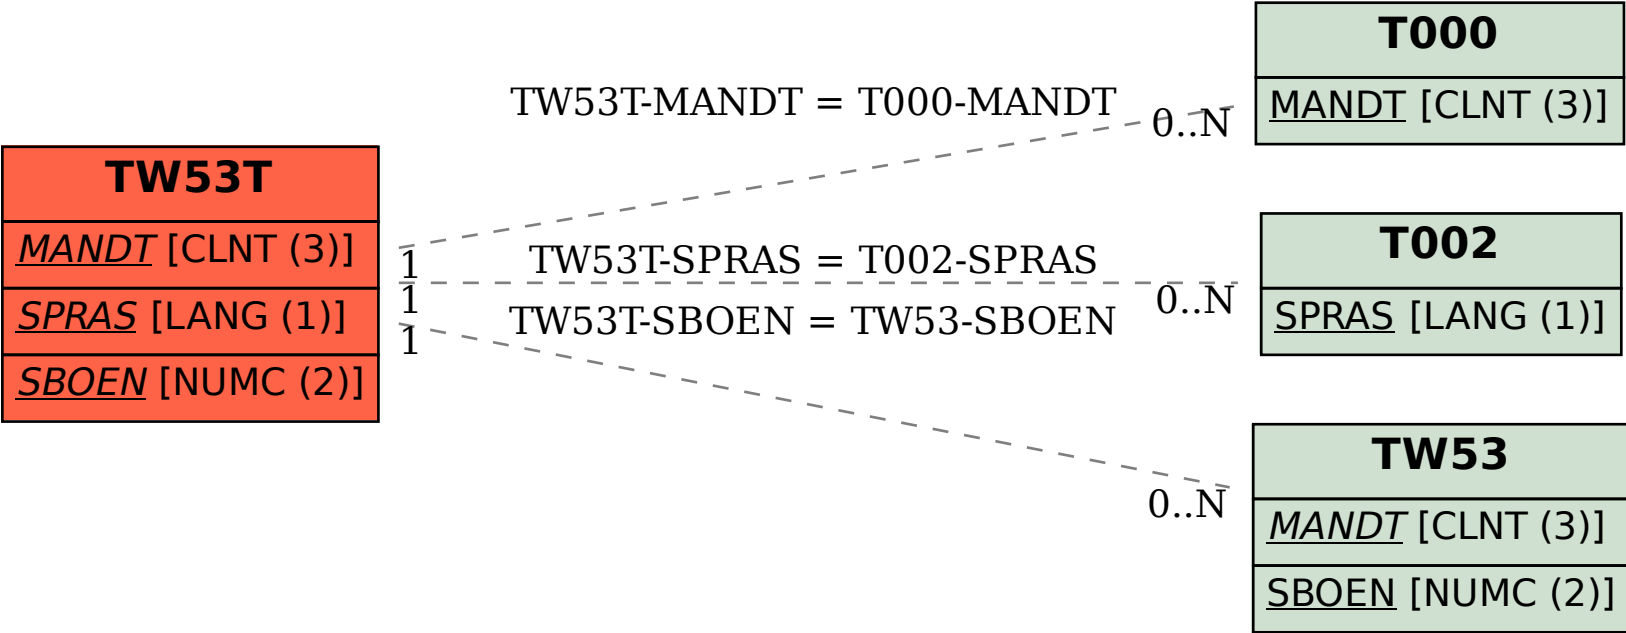 TW53T
MANDT [CLNT (3)]
SPRAS [LANG (1)]
SBOEN [NUMC (2)]
TW53T-MANDT = T000-MANDT
0..N
1
TW53T-SPRAS = T002-SPRAS
0..N
1
TW53T-SBOEN = TW53-SBOEN
0..N
1
T000
MANDT [CLNT (3)]
T002
SPRAS [LANG (1)]
TW53
MANDT [CLNT (3)]
SBOEN [NUMC (2)]